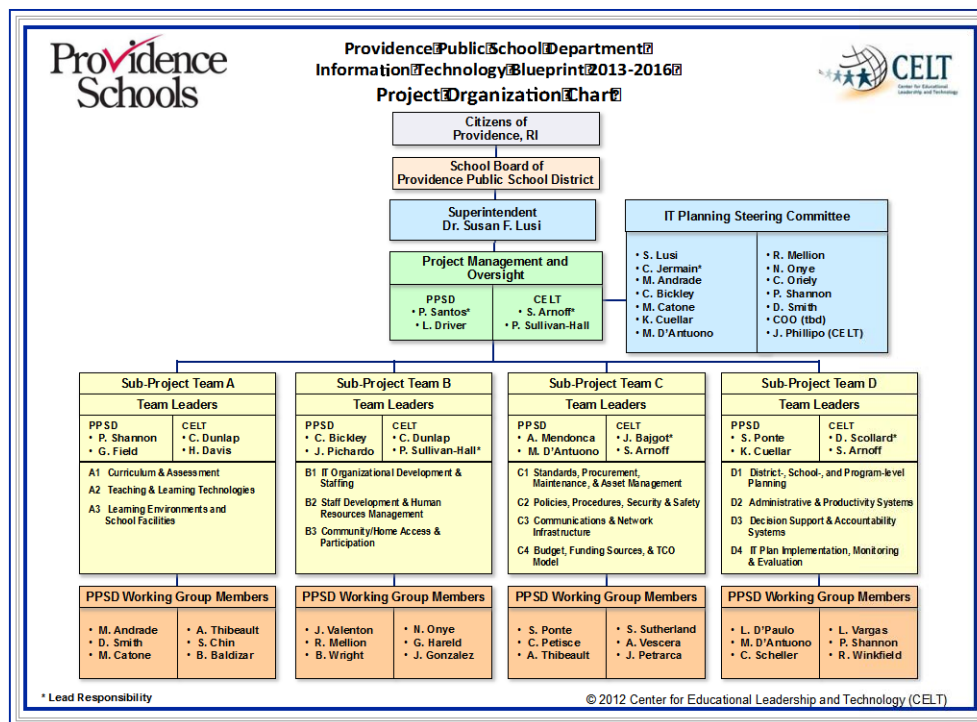 Providence
Schools
Providence Public School Department
Information Technology Blueprint 2013-2016
Project Organization Chart
CELT
Center for Educational
Leadership and Technology
Citizens of
Providence, RI
School Board of
Providence Public School District
Superintendent
Dr. Susan F. Lusi
IT Planning Steering Committee
• S. Lusi
• C. Jermain*
• M. Andrade
• C. Bickley
• M. Catone
• K. Cuellar
• M. D'Antuono
• R. Mellion
• N. Onye
• C. Oriely
• P. Shannon
• D. Smith
• COO (tbd)
• J. Phillipo (CELT)
Project Management and
Oversight
PPSD
• P. Santos*
• L. Driver
CELT
• S. Arnoff*
• P. Sullivan-Hall
Sub-Project Team A
Team Leaders
PPSD
• P. Shannon
• G. Field
CELT
• C. Dunlap
• H. Davis
A1 Curriculum & Assessment
A2 Teaching & Learning Technologies
A3 Learning Environments and
School Facilities
PPSD Working Group Members
• M. Andrade
• D. Smith
• M. Catone
• A. Thibeault
• S. Chin
• B. Baldizar
Sub-Project Team B
Team Leaders
PPSD
• C. Bickley
• J. Pichardo
CELT
• C. Dunlap
• P. Sullivan-Hall*
B1 IT Organizational Development &
Staffing
B2 Staff Development & Human
Resources Management
B3 Community/Home Access &
Participation
PPSD Working Group Members
• J. Valenton
• R. Mellion
• B. Wright
• N. Onye
• G. Hareld
• J. Gonzalez
Sub-Project Team C
Team Leaders
PPSD
• A. Mendonca
• M. D'Antuono
CELT
• J. Bajgot*
• S. Arnoff
C1 Standards, Procurement,
Maintenance, & Asset Management
C2 Policies, Procedures, Security & Safety
C3 Communications & Network
Infrastructure
C4 Budget, Funding Sources, & TCO
Model
PPSD Working Group Members
• S. Ponte
• C. Petisce
• A. Thibeault
• S. Sutherland
• A. Vescera
• J. Petrarca
Sub-Project Team D
Team Leaders
PPSD
• S. Ponte
• K. Cuellar
CELT
• D. Scollard*
• S. Arnoff
D1 District-, School-, and Program-level
Planning
D2 Administrative & Productivity Systems
D3 Decision Support & Accountability
Systems
D4 IT Plan Implementation, Monitoring
& Evaluation
PPSD Working Group Members
• L. D'Paulo
• M. D'Antuono
• C. Scheller
• L. Vargas
• P. Shannon
• R. Winkfield
* Lead Responsibility
© 2012 Center for Educational Leadership and Technology (CELT)